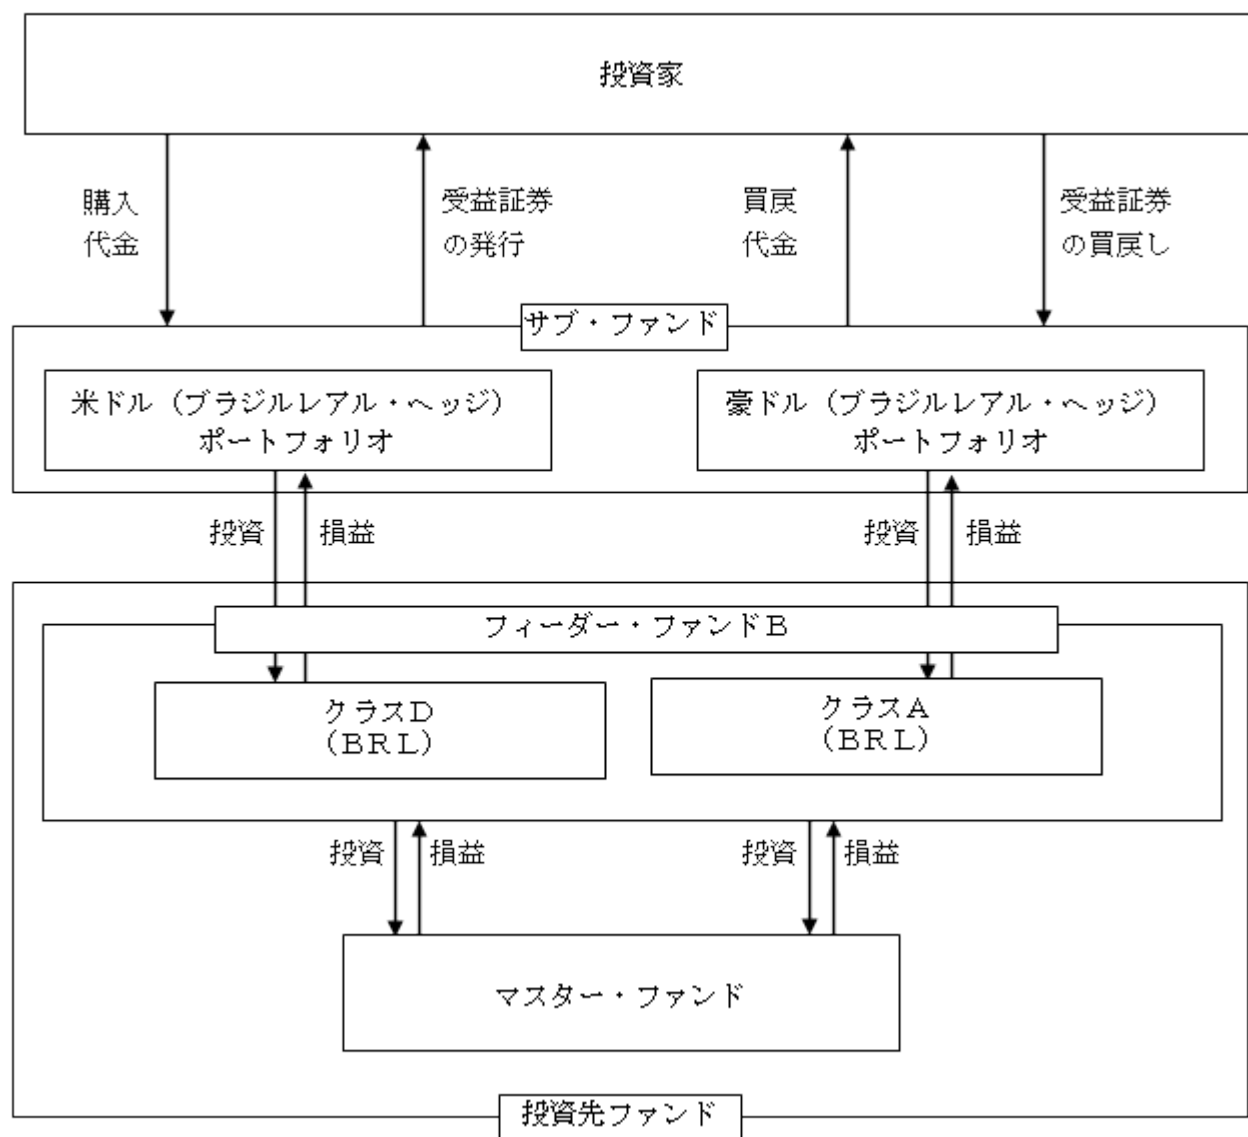 投資家
購入
代金
受益証券
の発行
買戻
代金
受益証券
の買戻し
サブ・ファンド
米ドル（ブラジルレアル・ヘッジ）
ポートフォリオ
豪ドル（ブラジルレアル・ヘッジ）
ポートフォリオ
投資
損益
投資
損益
フィーダー・ファンドＢ
クラスＤ
（ＢＲＬ）
クラスＡ
（ＢＲＬ）
投資
損益
投資
損益
マスター・ファンド
投資先ファンド